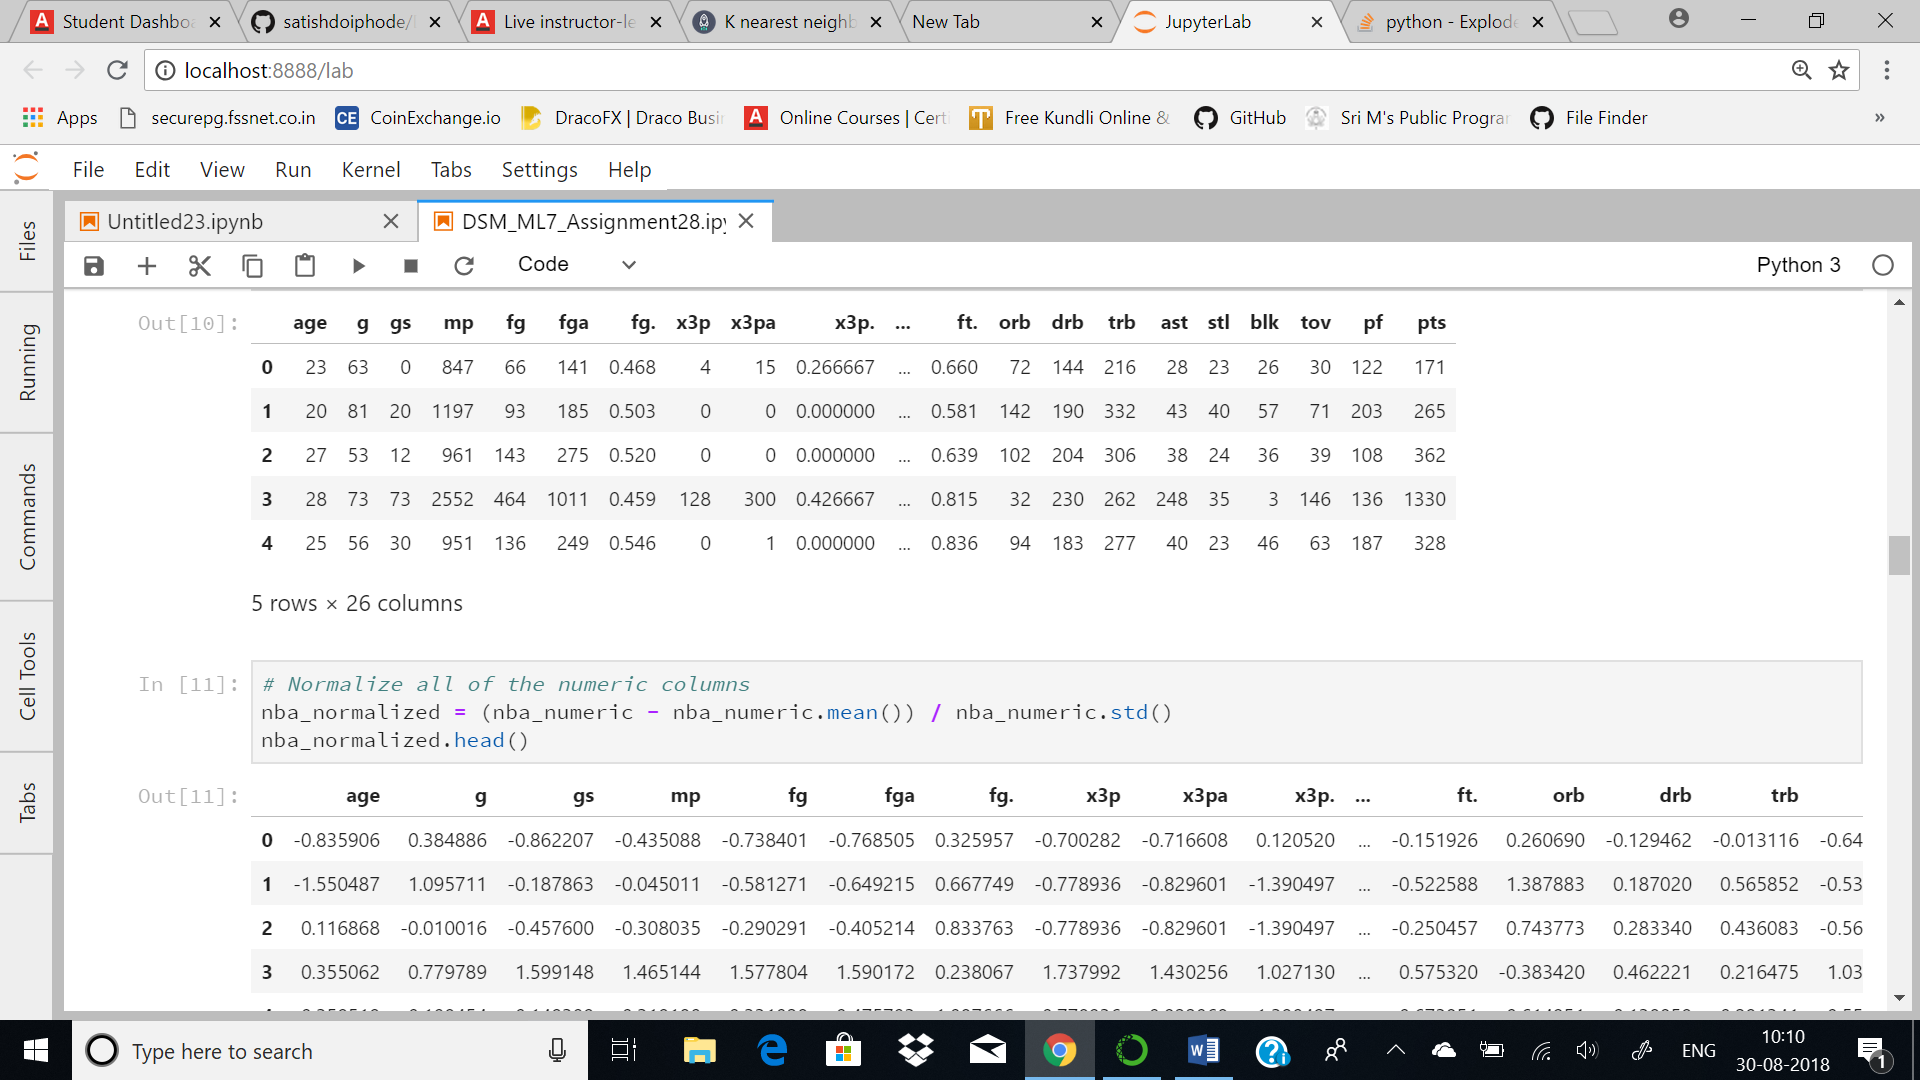 Student Dashbo
satishdoiphode/
Live instructor-le
K nearest neighb
New Tab
JupyterLab
python - Explode
localhost:8888/lab
Apps securepg.fssnet.co.in CE CoinExchange.io DracoFX | Draco Busi Online Courses | Certi Free Kundli Online & GitHub Sri M's Public Program File Finder »
File Edit View Run Kernel Tabs Settings Help
Files
Running
Commands
Cell Tools
Tabs
Untitled23.ipynb
DSM_ML7_Assignment28.ipy
Code
Python 3
Out[10]: age g gs mp fg fga fg. x3p x3pa x3p. ... ft. orb drb trb ast stl blk tov pf pts
0 23 63 0 847 66 141 0.468 4 15 0.266667 ... 0.660 72 144 216 28 23 26 30 122 171
1 20 81 20 1197 93 185 0.503 0 0 0.000000 ... 0.581 142 190 332 43 40 57 71 203 265
2 27 53 12 961 143 275 0.520 0 0 0.000000 ... 0.639 102 204 306 38 24 36 39 108 362
3 28 73 73 2552 464 1011 0.459 128 300 0.426667 ... 0.815 32 230 262 248 35 3 146 136 1330
4 25 56 30 951 136 249 0.546 0 1 0.000000 ... 0.836 94 183 277 40 23 46 63 187 328
5 rows × 26 columns
In [11]: # Normalize all of the numeric columns
nba_normalized = (nba_numeric - nba_numeric.mean()) / nba_numeric.std()
nba_normalized.head()
Out[11]: age g gs mp fg fga fg. x3p x3pa x3p. ... ft. orb drb trb
0 -0.835906 0.384886 -0.862207 -0.435088 -0.738401 -0.768505 0.325957 -0.700282 -0.716608 0.120520 ... -0.151926 0.260690 -0.129462 -0.013116 -0.64
1 -1.550487 1.095711 -0.187863 -0.045011 -0.581271 -0.649215 0.667749 -0.778936 -0.829601 -1.390497 ... -0.522588 1.387883 0.187020 0.565852 -0.53
2 0.116868 -0.010016 -0.457600 -0.308035 -0.290291 -0.405214 0.833763 -0.778936 -0.829601 -1.390497 ... -0.250457 0.743773 0.283340 0.436083 -0.56
3 0.355062 0.779789 1.599148 1.465144 1.577804 1.590172 0.238067 1.737992 1.430256 1.027130 ... 0.575320 -0.383420 0.462221 0.216475 1.03
Type here to search
ENG
10:10
30-08-2018
1